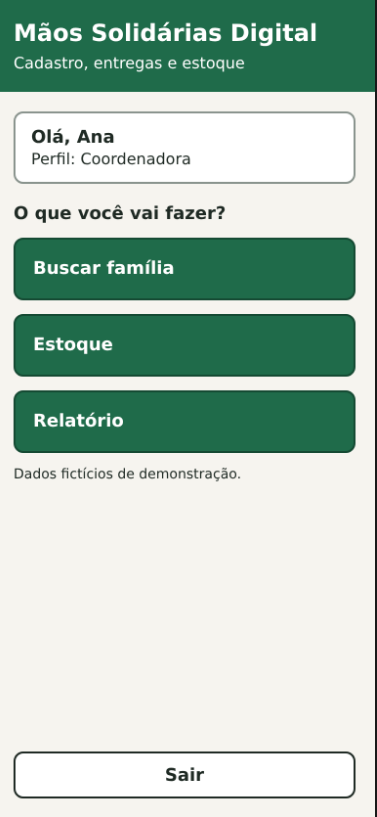 Mãos Solidárias Digital
Cadastro, entregas e estoque
Olá, Ana
Perfil: Coordenadora
O que você vai fazer?
Buscar família
Estoque
Relatório
Dados fictícios de demonstração.
Sair